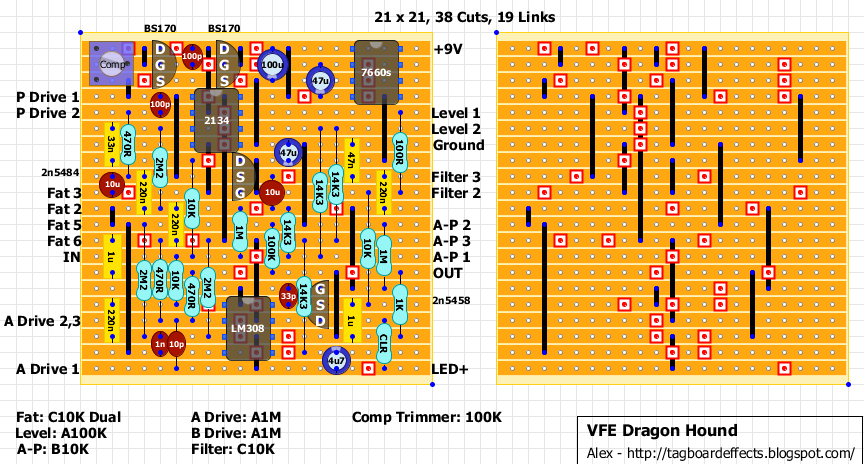 21 x 21, 38 Cuts, 19 Links
BS170 BS170
+9V
Comp
D
G
S
100p
D
G
S
100u
47u
7660s
P Drive 1
P Drive 2
100p
2134
Level 1
Level 2
Ground
33n
470R
2M2
47u
47n
100R
2n5484
D
S
G
Filter 3
Filter 2
10u
220n
10u
14K3
14K3
220n
Fat 3
Fat 2
Fat 5
Fat 6
IN
10K
220n
1M
14K3
100K
10K
1M
A-P 2
A-P 3
A-P 1
OUT
1u
2M2
470R
10K
470R
2M2
33p
14K3
G
S
D
1K
2n5458
220n
LM308
1u
A Drive 2,3
1n
10p
4u7
CLR
A Drive 1
LED+
Fat: C10K Dual
Level: A100K
A-P: B10K
A Drive: A1M
B Drive: A1M
Filter: C10K
Comp Trimmer: 100K
VFE Dragon Hound
Alex - http://tagboardeffects.blogspot.com/